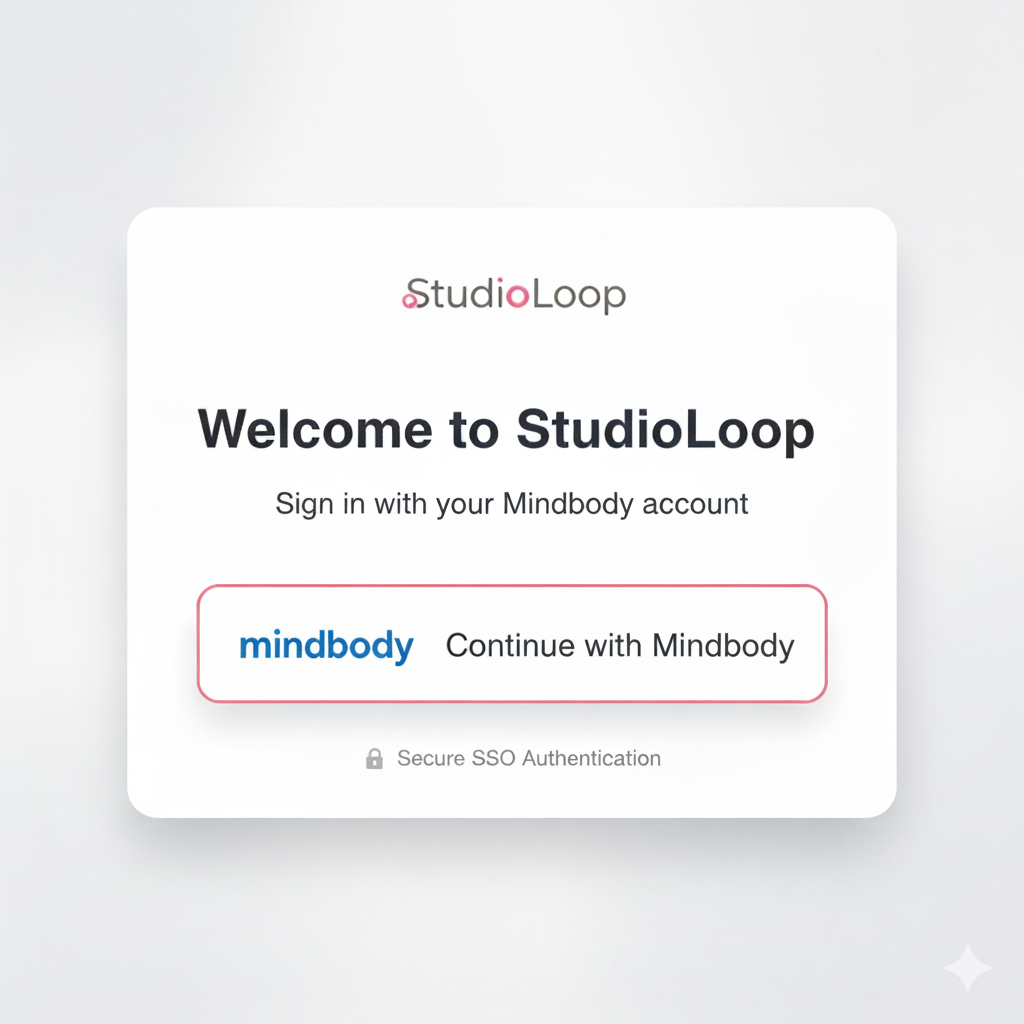 StudioLoop
Welcome to StudioLoop
Sign in with your Mindbody account
mindbody Continue with Mindbody
Secure SSO Authentication